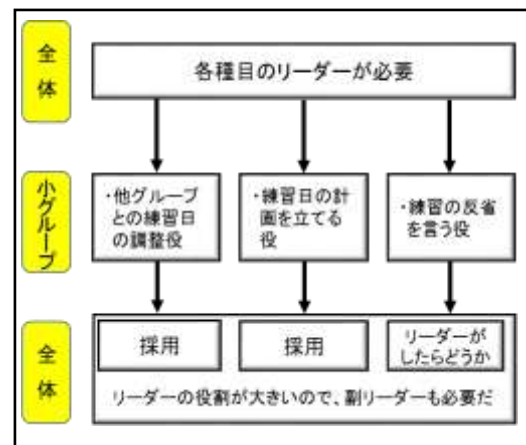 全体
各種目のリーダーが必要
小グループ
・他グループ
との練習日
の調整役
・練習日の計
画を立てる
役
・練習の反省
を言う役
全体
採用
採用
リーダーが
したらどうか
リーダーの役割が大きいので、副リーダーも必要だ